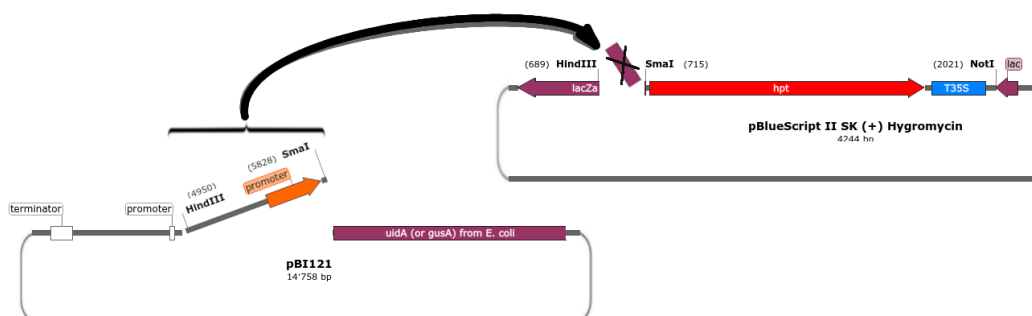 (689) HindIII
SmaI (715)
(2021) NotI
lac
lacZa
hpt
T35S
pBlueScript II SK (+) Hygromycin
4244 bp
(5828) SmaI
(4950) HindIII
promoter
terminator
promoter
uidA (or gusA) from E. coli
pBI121
14'758 bp